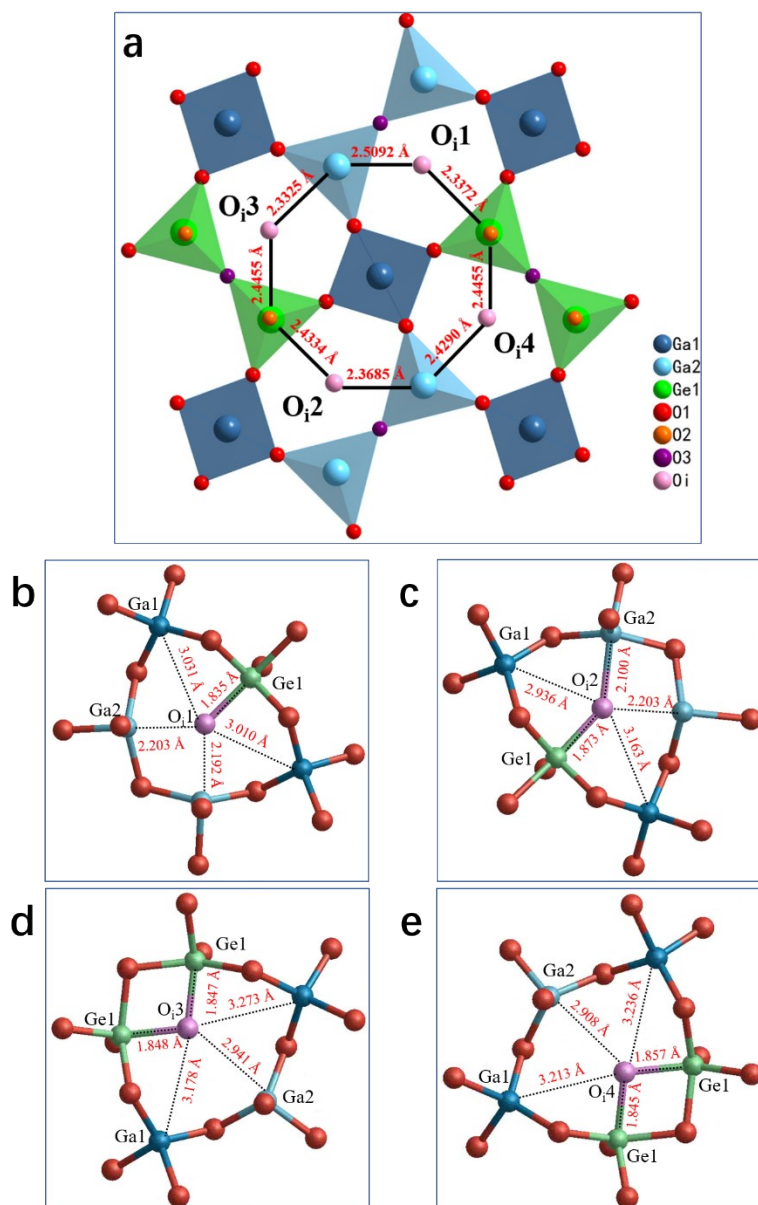 a
Oi1
2.5092 Å
2.3325 Å
2.3372 Å
Oi3
2.4455 Å
2.4455 Å
2.4334 Å
2.4290 Å
Oi4
2.3685 Å
Oi2
Ga1
Ga2
Ge1
O1
O2
O3
Oi
b
Ga1
3.031 Å
1.835 Å
Ge1
Ga2
Oi1
2.203 Å
3.010 Å
2.192 Å
c
Ga2
Ga1
2.100 Å
Oi2
2.936 Å
2.203 Å
Ge1
1.873 Å
3.163 Å
d
Ge1
1.847 Å
3.273 Å
Ge1
Oi3
1.848 Å
2.941 Å
3.178 Å
Ga2
Ga1
e
Ga2
3.236 Å
2.908 Å
1.857 Å
Ga1
3.213 Å
Oi4
Ge1
1.845 Å
Ge1